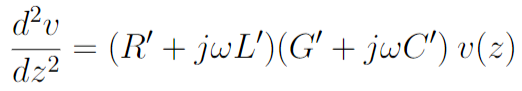 d²v/dz² = (R′ + jωL′)(G′ + jωC′) v(z)